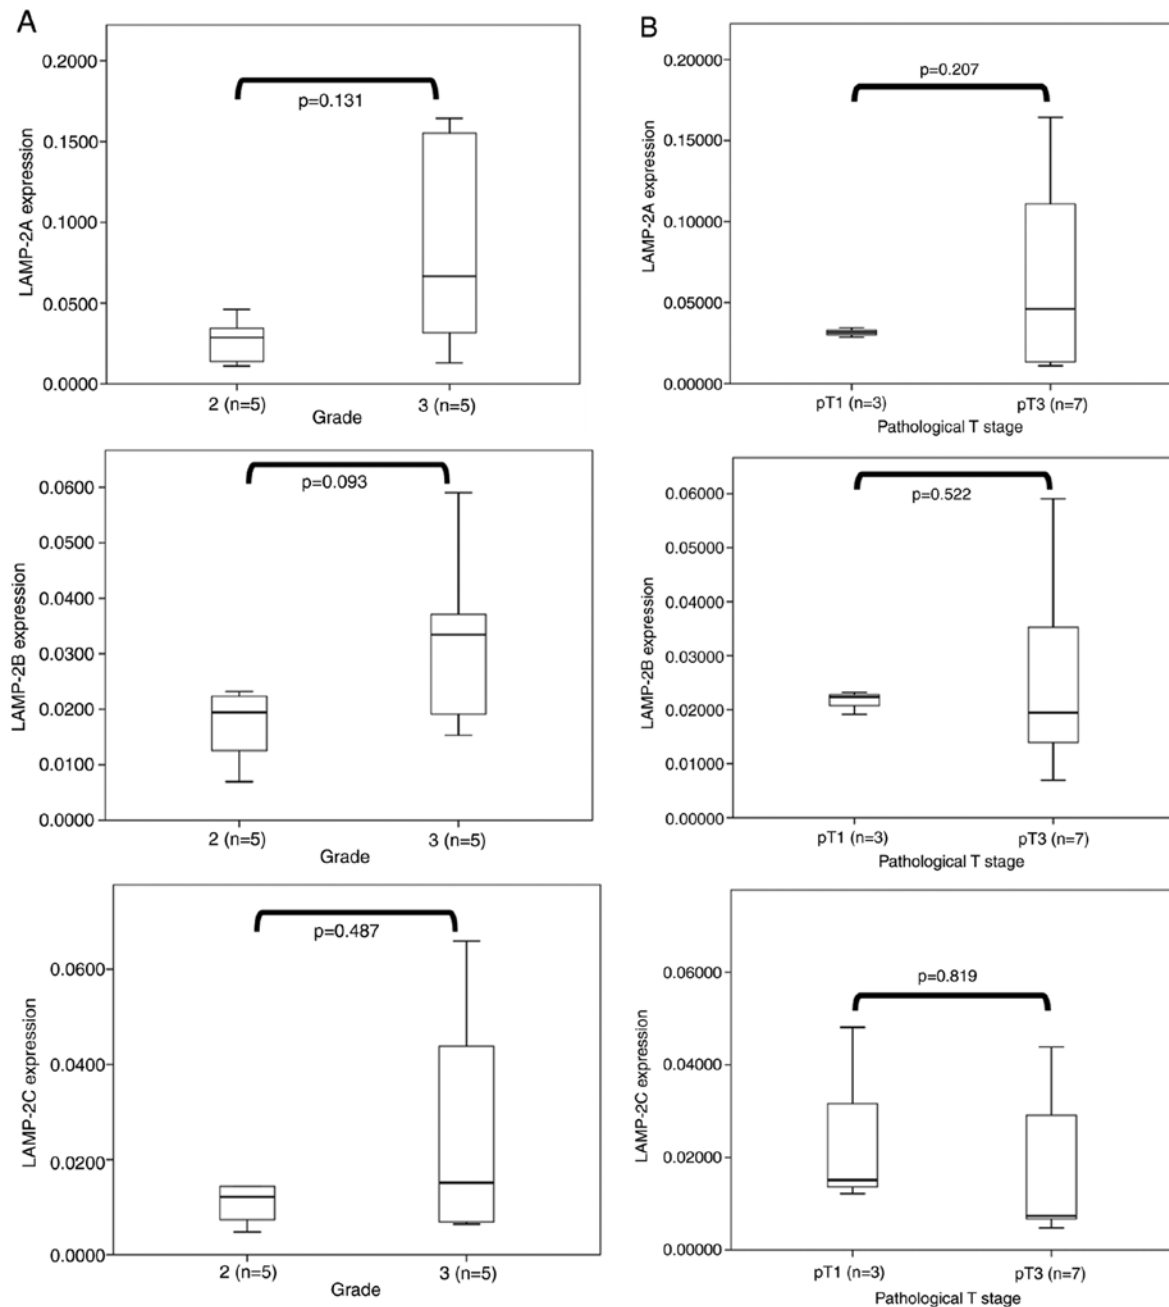 A
LAMP-2A expression
0.2000
0.1500
0.1000
0.0500
0.0000
p=0.131
2 (n=5)
3 (n=5)
Grade
B
LAMP-2A expression
0.20000
0.15000
0.10000
0.05000
0.00000
p=0.207
pT1 (n=3)
pT3 (n=7)
Pathological T stage
LAMP-2B expression
0.0600
0.0500
0.0400
0.0300
0.0200
0.0100
0.0000
p=0.093
2 (n=5)
3 (n=5)
Grade
LAMP-2B expression
0.06000
0.05000
0.04000
0.03000
0.02000
0.01000
0.00000
p=0.522
pT1 (n=3)
pT3 (n=7)
Pathological T stage
LAMP-2C expression
0.0600
0.0400
0.0200
0.0000
p=0.487
2 (n=5)
3 (n=5)
Grade
LAMP-2C expression
0.06000
0.04000
0.02000
0.00000
p=0.819
pT1 (n=3)
pT3 (n=7)
Pathological T stage